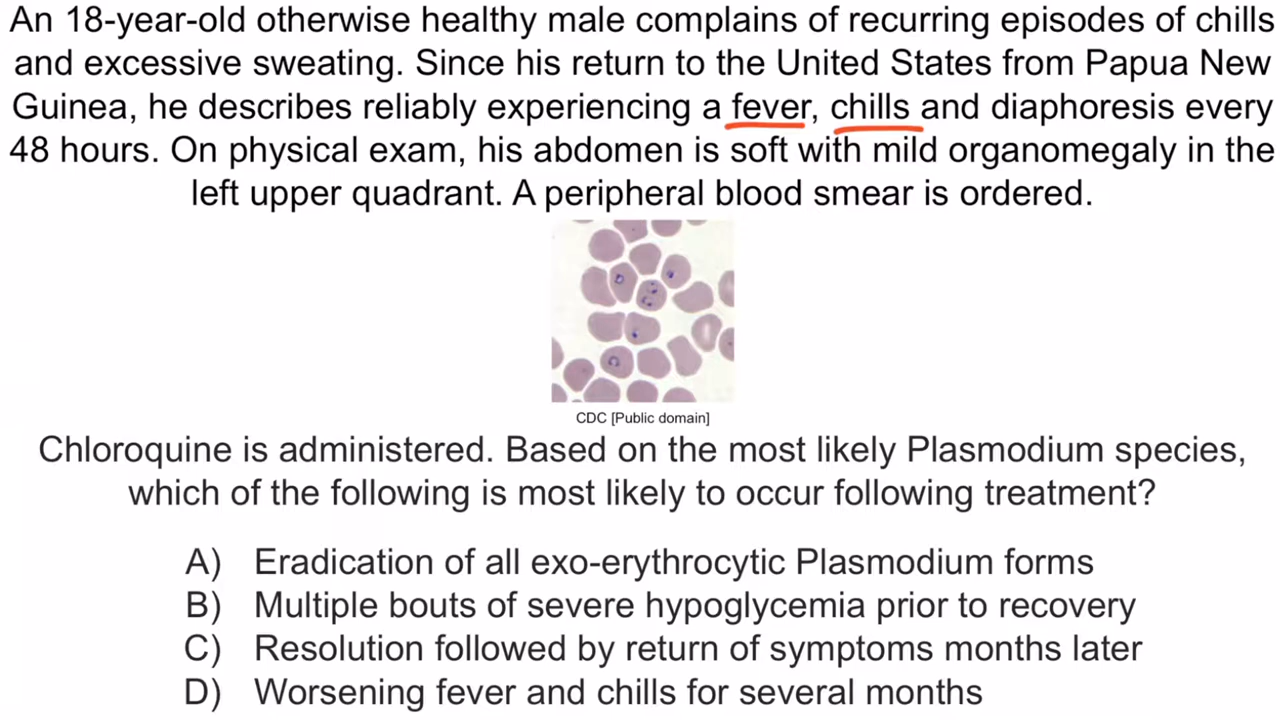 An 18-year-old otherwise healthy male complains of recurring episodes of chills
and excessive sweating. Since his return to the United States from Papua New
Guinea, he describes reliably experiencing a fever, chills and diaphoresis every
48 hours. On physical exam, his abdomen is soft with mild organomegaly in the
left upper quadrant. A peripheral blood smear is ordered.
CDC [Public domain]
Chloroquine is administered. Based on the most likely Plasmodium species,
which of the following is most likely to occur following treatment?
A) Eradication of all exo-erythrocytic Plasmodium forms
B) Multiple bouts of severe hypoglycemia prior to recovery
C) Resolution followed by return of symptoms months later
D) Worsening fever and chills for several months